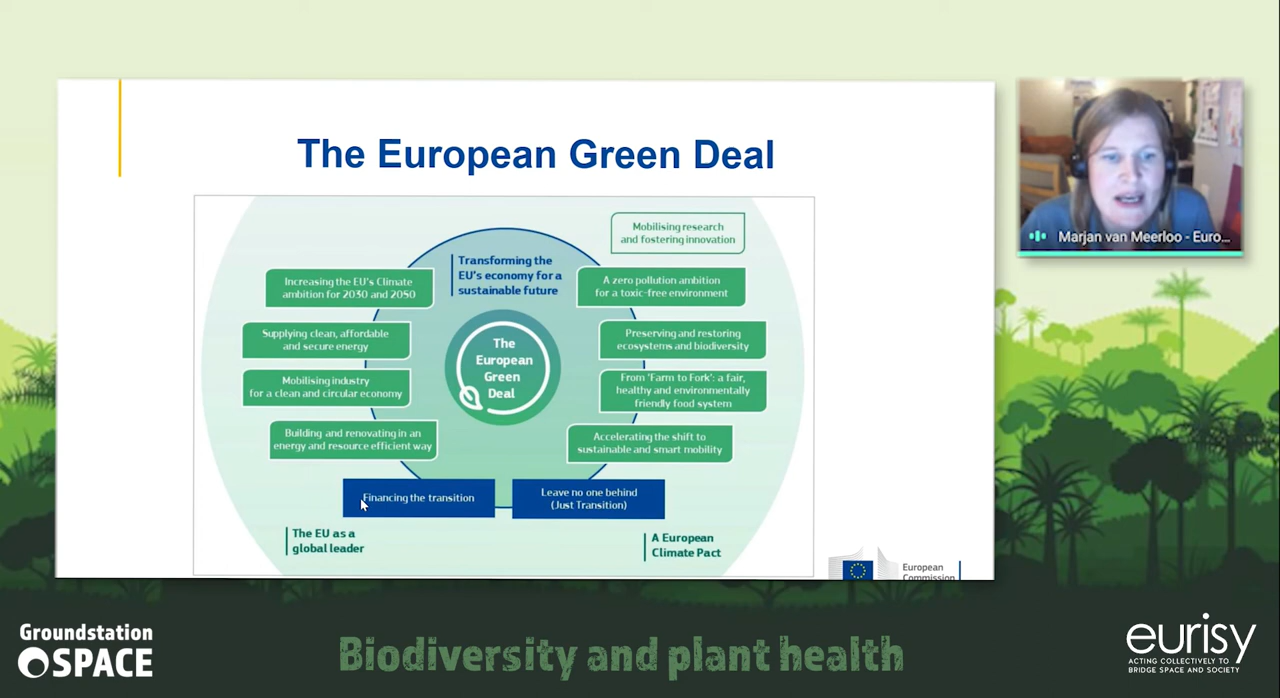 The European Green Deal
Mobilising research
and fostering innovation
Transforming the
EU's economy for a
sustainable future
Increasing the EU's Climate
ambition for 2030 and 2050
A zero pollution ambition
for a toxic-free environment
Supplying clean, affordable
and secure energy
Preserving and restoring
ecosystems and biodiversity
The
European
Green
Deal
Mobilising industry
for a clean and circular economy
From 'Farm to Fork': a fair,
healthy and environmentally
friendly food system
Building and renovating in an
energy and resource efficient way
Accelerating the shift to
sustainable and smart mobility
Financing the transition
Leave no one behind
(Just Transition)
The EU as a
global leader
A European
Climate Pact
European
Commission
Marjan van Meerloo - Euro...
Groundstation
SPACE
Biodiversity and plant health
eurisy
ACTING COLLECTIVELY TO
BRIDGE SPACE AND SOCIETY